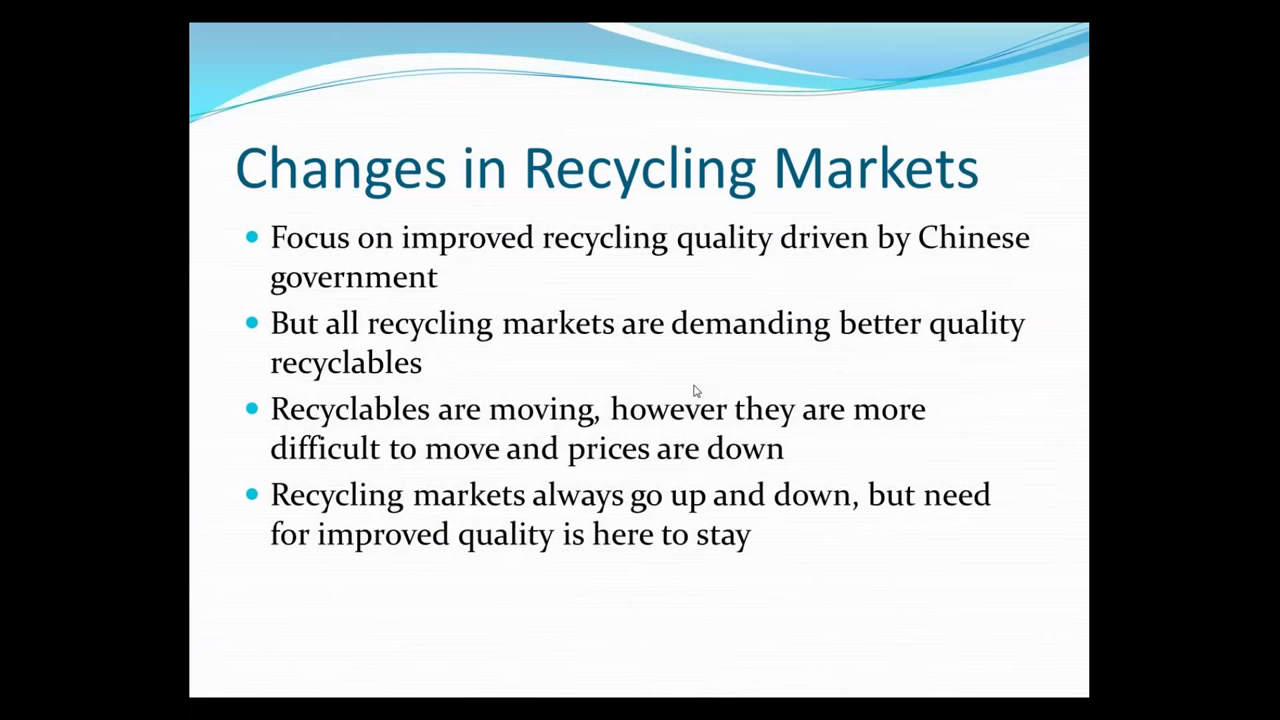 Changes in Recycling Markets
Focus on improved recycling quality driven by Chinese
government
But all recycling markets are demanding better quality
recyclables
Recyclables are moving, however they are more
difficult to move and prices are down
Recycling markets always go up and down, but need
for improved quality is here to stay